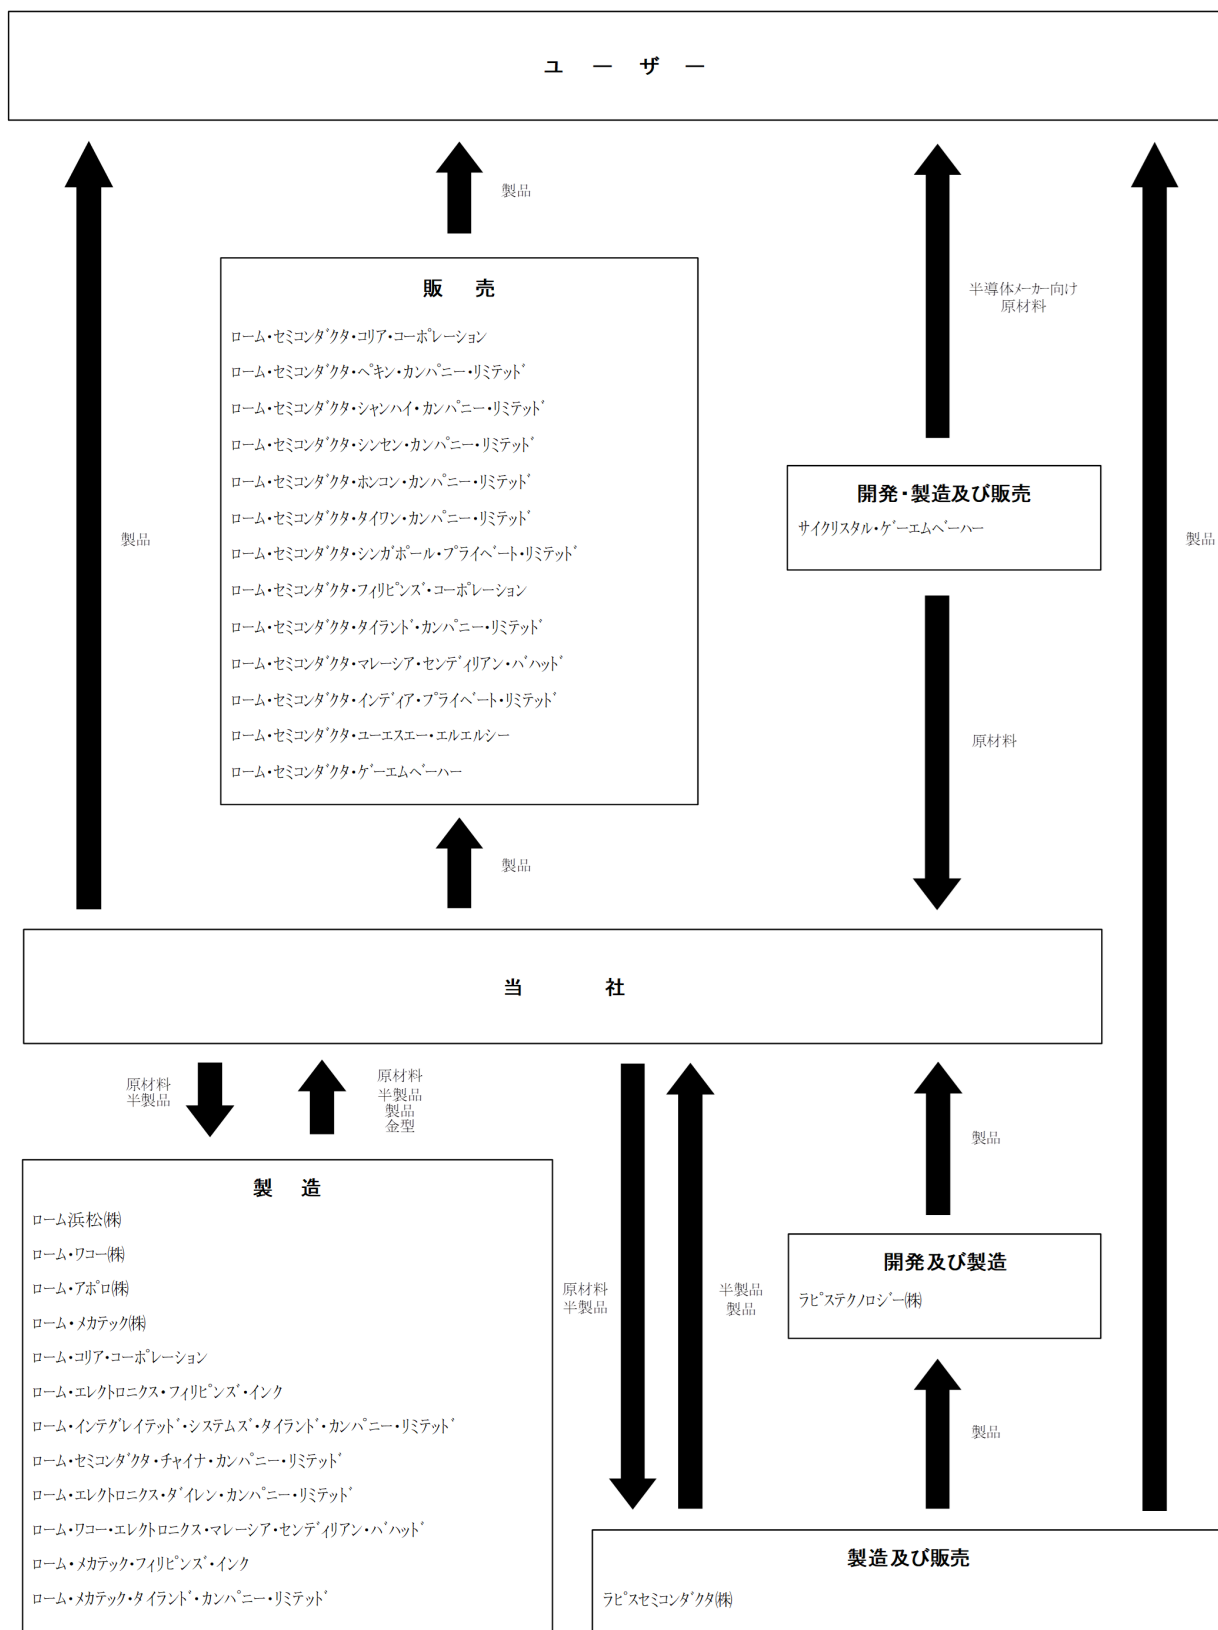 ユーザー
製品
半導体ﾒｰｶｰ向け
原材料
販 売
ﾛｰﾑ・ｾﾐｺﾝﾀﾞｸﾀ・ｺﾘｱ・ｺｰﾎﾟﾚｰｼｮﾝ
ﾛｰﾑ・ｾﾐｺﾝﾀﾞｸﾀ・ﾍﾟｷﾝ・ｶﾝﾊﾟﾆｰ・ﾘﾐﾃｯﾄﾞ
ﾛｰﾑ・ｾﾐｺﾝﾀﾞｸﾀ・ｼｬﾝﾊｲ・ｶﾝﾊﾟﾆｰ・ﾘﾐﾃｯﾄﾞ
ﾛｰﾑ・ｾﾐｺﾝﾀﾞｸﾀ・ｼﾝｾﾝ・ｶﾝﾊﾟﾆｰ・ﾘﾐﾃｯﾄﾞ
ﾛｰﾑ・ｾﾐｺﾝﾀﾞｸﾀ・ﾎﾝｺﾝ・ｶﾝﾊﾟﾆｰ・ﾘﾐﾃｯﾄﾞ
ﾛｰﾑ・ｾﾐｺﾝﾀﾞｸﾀ・ﾀｲﾜﾝ・ｶﾝﾊﾟﾆｰ・ﾘﾐﾃｯﾄﾞ
ﾛｰﾑ・ｾﾐｺﾝﾀﾞｸﾀ・ｼﾝｶﾞﾎﾟｰﾙ・ﾌﾟﾗｲﾍﾞｰﾄ・ﾘﾐﾃｯﾄﾞ
ﾛｰﾑ・ｾﾐｺﾝﾀﾞｸﾀ・ﾌｨﾘﾋﾟﾝｽﾞ・ｺｰﾎﾟﾚｰｼｮﾝ
ﾛｰﾑ・ｾﾐｺﾝﾀﾞｸﾀ・ﾀｲﾗﾝﾄﾞ・ｶﾝﾊﾟﾆｰ・ﾘﾐﾃｯﾄﾞ
ﾛｰﾑ・ｾﾐｺﾝﾀﾞｸﾀ・ﾏﾚｰｼｱ・ｾﾝﾃﾞｨﾘｱﾝ・ﾊﾞﾊｯﾄﾞ
ﾛｰﾑ・ｾﾐｺﾝﾀﾞｸﾀ・ｲﾝﾃﾞｨｱ・ﾌﾟﾗｲﾍﾞｰﾄ・ﾘﾐﾃｯﾄﾞ
ﾛｰﾑ・ｾﾐｺﾝﾀﾞｸﾀ・ﾕｰｴｽｴｰ・ｴﾙｴﾙｼｰ
ﾛｰﾑ・ｾﾐｺﾝﾀﾞｸﾀ・ｹﾞｰｴﾑﾍﾞｰﾊｰ
開発・製造及び販売
ｻｲｸﾘｽﾀﾙ・ｹﾞｰｴﾑﾍﾞｰﾊｰ
製品
製品
原材料
製品
当 社
原材料
半製品
原材料
半製品
製品
金型
製品
製 造
ﾛｰﾑ浜松㈱
ﾛｰﾑ・ﾜｺｰ㈱
ﾛｰﾑ・ｱﾎﾟﾛ㈱
ﾛｰﾑ・ﾒｶﾃｯｸ㈱
ﾛｰﾑ・ｺﾘｱ・ｺｰﾎﾟﾚｰｼｮﾝ
ﾛｰﾑ・ｴﾚｸﾄﾛﾆｸｽ・ﾌｨﾘﾋﾟﾝｽﾞ・ｲﾝｸ
ﾛｰﾑ・ｲﾝﾃｸﾞﾚｲﾃｯﾄﾞ・ｼｽﾃﾑｽﾞ・ﾀｲﾗﾝﾄﾞ・ｶﾝﾊﾟﾆｰ・ﾘﾐﾃｯﾄﾞ
ﾛｰﾑ・ｾﾐｺﾝﾀﾞｸﾀ・ﾁｬｲﾅ・ｶﾝﾊﾟﾆｰ・ﾘﾐﾃｯﾄﾞ
ﾛｰﾑ・ｴﾚｸﾄﾛﾆｸｽ・ﾀﾞｲﾚﾝ・ｶﾝﾊﾟﾆｰ・ﾘﾐﾃｯﾄﾞ
ﾛｰﾑ・ﾜｺｰ・ｴﾚｸﾄﾛﾆｸｽ・ﾏﾚｰｼｱ・ｾﾝﾃﾞｨﾘｱﾝ・ﾊﾞﾊｯﾄﾞ
ﾛｰﾑ・ﾒｶﾃｯｸ・ﾌｨﾘﾋﾟﾝｽﾞ・ｲﾝｸ
ﾛｰﾑ・ﾒｶﾃｯｸ・ﾀｲﾗﾝﾄﾞ・ｶﾝﾊﾟﾆｰ・ﾘﾐﾃｯﾄﾞ
原材料
半製品
半製品
製品
開発及び製造
ﾗﾋﾟｽﾃｸﾉﾛｼﾞｰ㈱
製品
製造及び販売
ﾗﾋﾟｽｾﾐｺﾝﾀﾞｸﾀ㈱